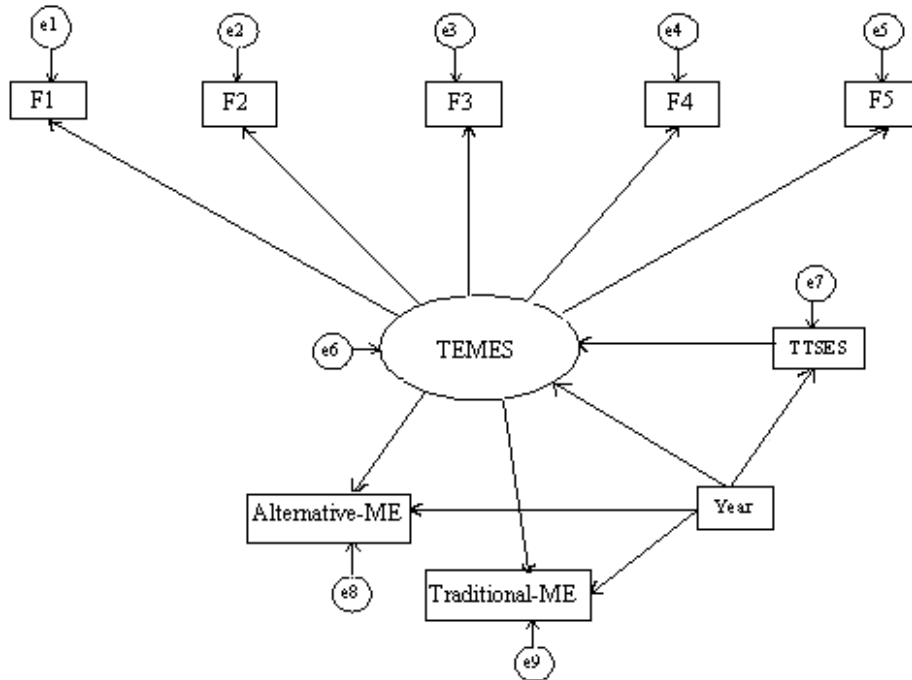 e1
e2
e3
e4
e5
F1
F2
F3
F4
F5
e7
e6
TEMES
TTSES
Alternative-ME
Year
e8
Traditional-ME
e9